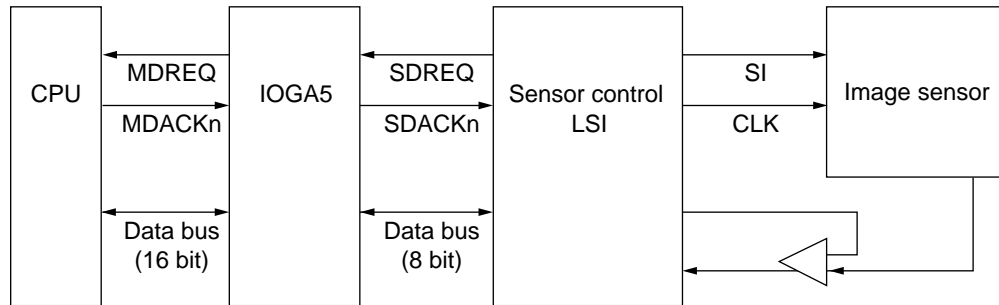 CPU
MDREQ
MDACKn
Data bus
(16 bit)
IOGA5
SDREQ
SDACKn
Data bus
(8 bit)
Sensor control
LSI
SI
CLK
Image sensor